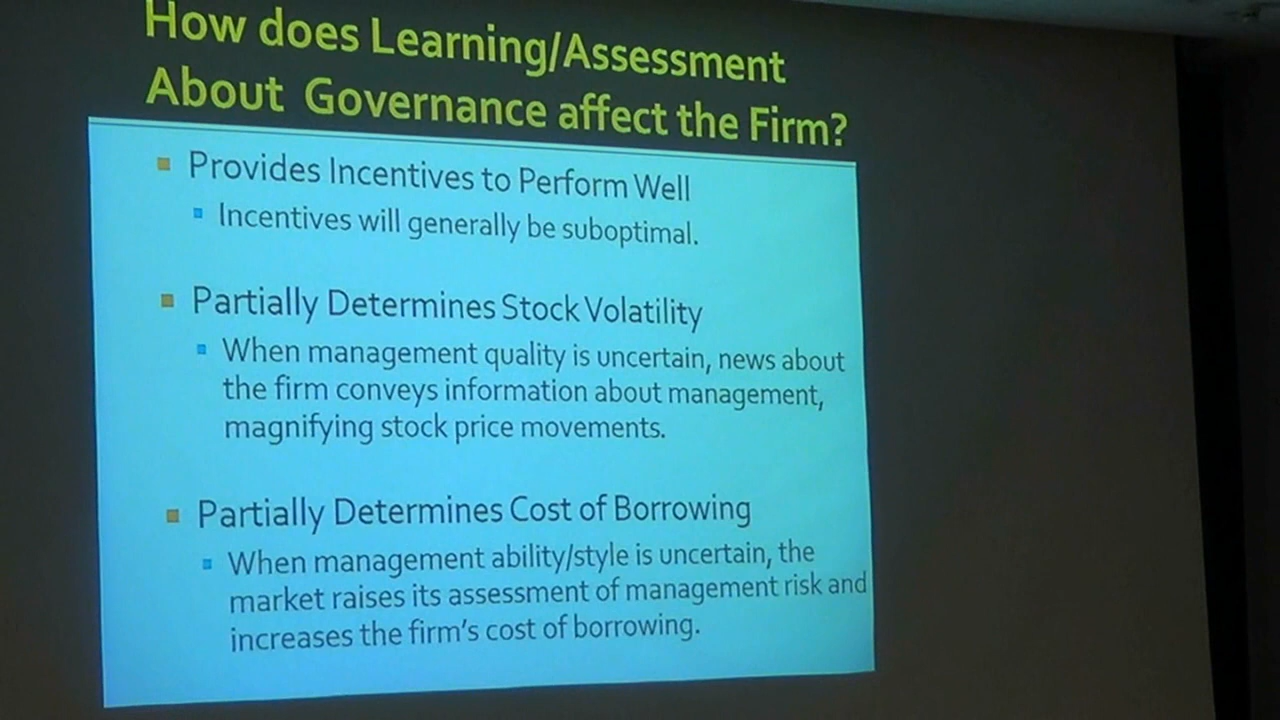 How does Learning/Assessment
About Governance affect the Firm?
Provides Incentives to Perform Well
Incentives will generally be suboptimal.
Partially Determines Stock Volatility
When management quality is uncertain, news about
the firm conveys information about management,
magnifying stock price movements.
Partially Determines Cost of Borrowing
When management ability/style is uncertain, the
market raises its assessment of management risk and
increases the firm's cost of borrowing.